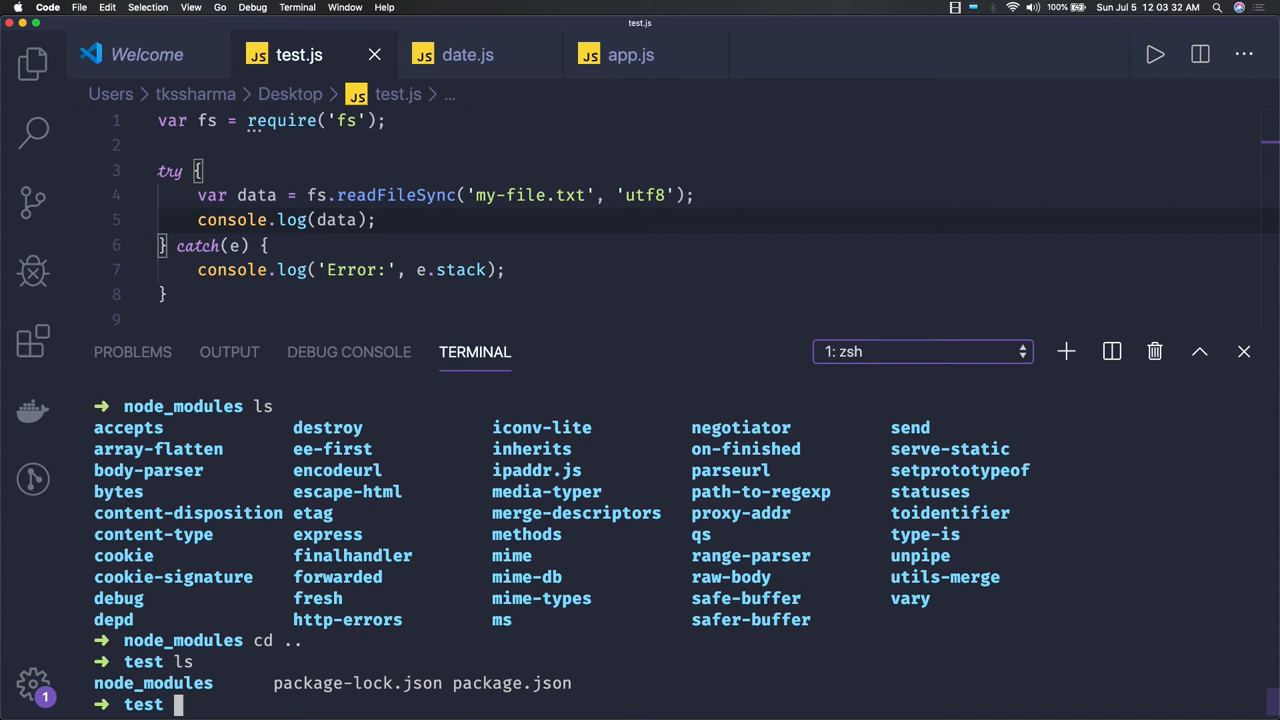 Code File Edit Selection View Go Debug Terminal Window Help 100% Sun Jul 5 12:03:32 AM
test.js
Welcome JS test.js JS date.js JS app.js
Users > tkssharma > Desktop > JS test.js > ...
1 var fs = require('fs');
2
3 try {
4 var data = fs.readFileSync('my-file.txt', 'utf8');
5 console.log(data);
6 } catch(e) {
7 console.log('Error:', e.stack);
8 }
9
PROBLEMS OUTPUT DEBUG CONSOLE TERMINAL 1: zsh
→ node_modules ls
accepts destroy iconv-lite negotiator send
array-flatten ee-first inherits on-finished serve-static
body-parser encodeurl ipaddr.js parseurl setprototypeof
bytes escape-html media-typer path-to-regexp statuses
content-disposition etag merge-descriptors proxy-addr toidentifier
content-type express methods qs type-is
cookie finalhandler mime range-parser unpipe
cookie-signature forwarded mime-db raw-body utils-merge
debug fresh mime-types safe-buffer vary
depd http-errors ms safer-buffer
→ node_modules cd ..
→ test ls
node_modules package-lock.json package.json
1
→ test